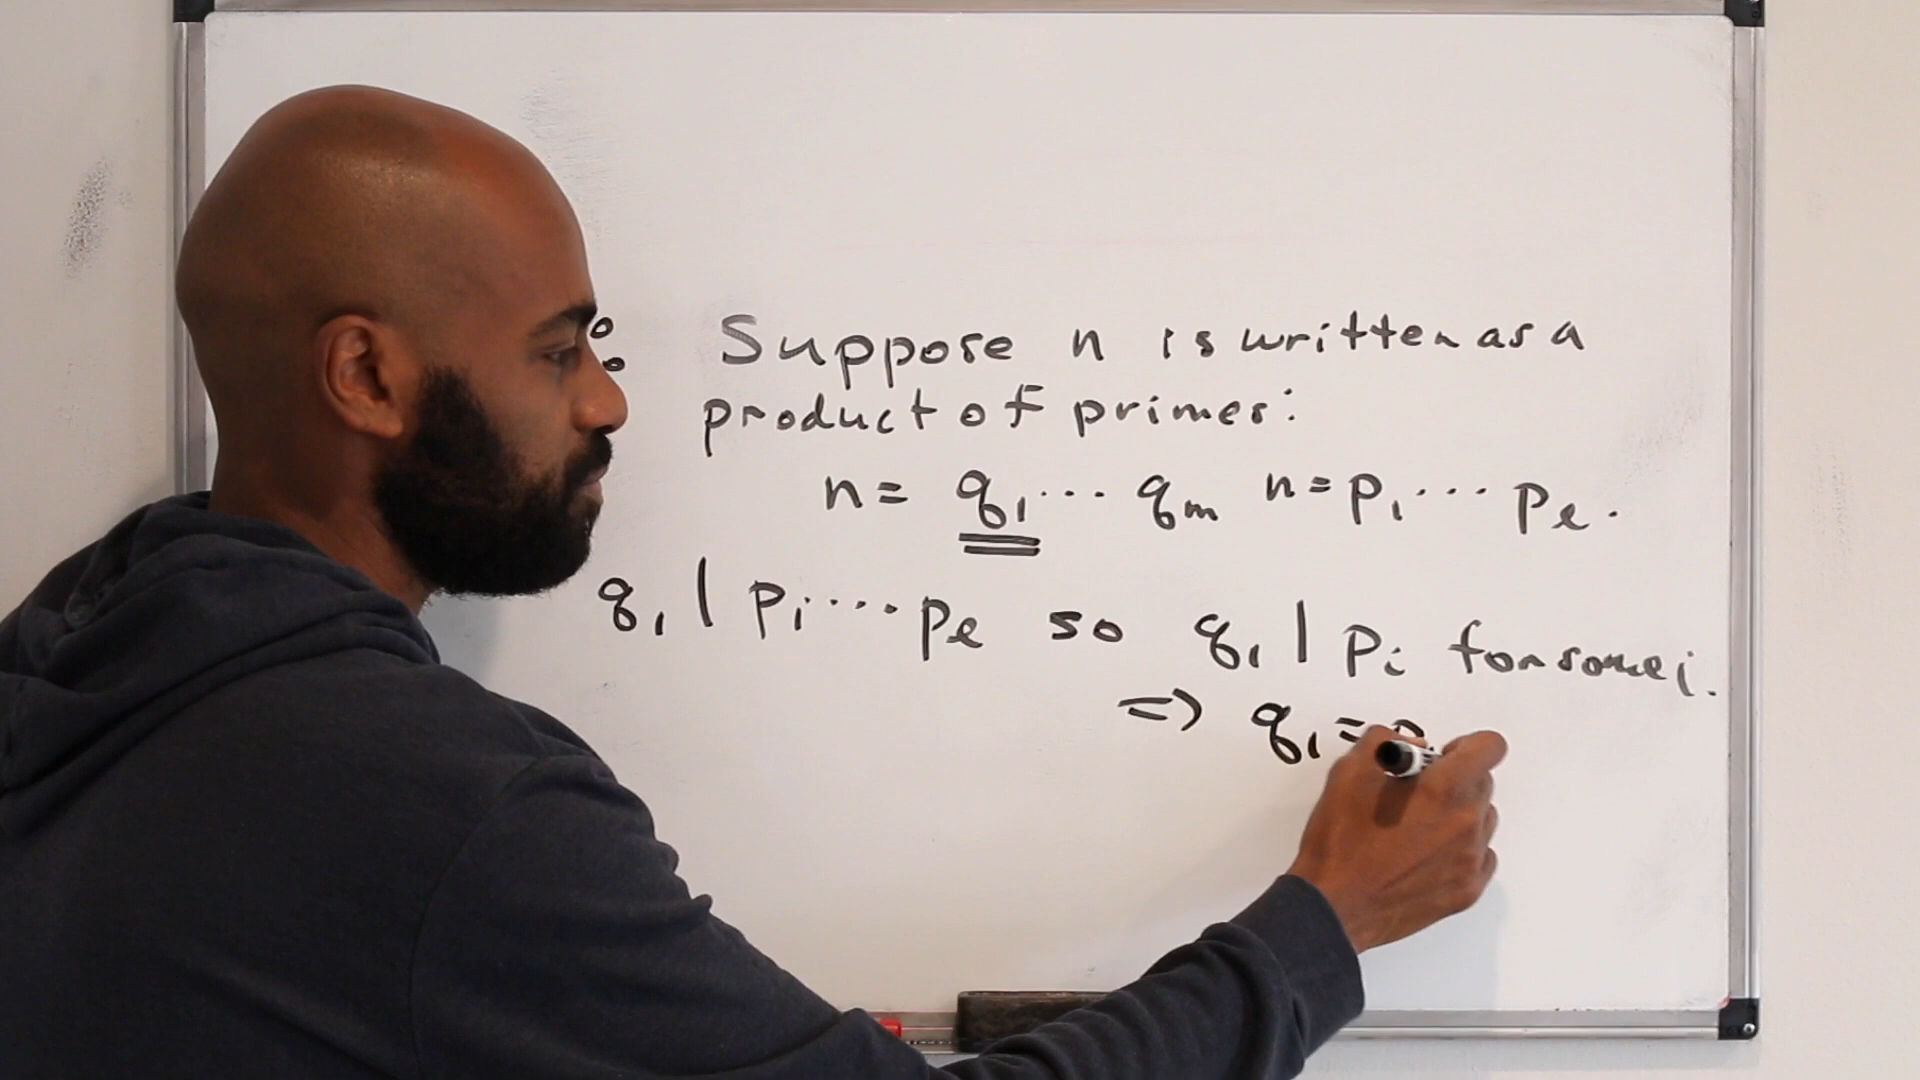 : Suppose n is written as a
product of primes:
n = q₁ ... qₘ n = p₁ ... pₑ.
q₁ | p₁ ... pₑ so q₁ | pᵢ for some i.
=> q₁ = p